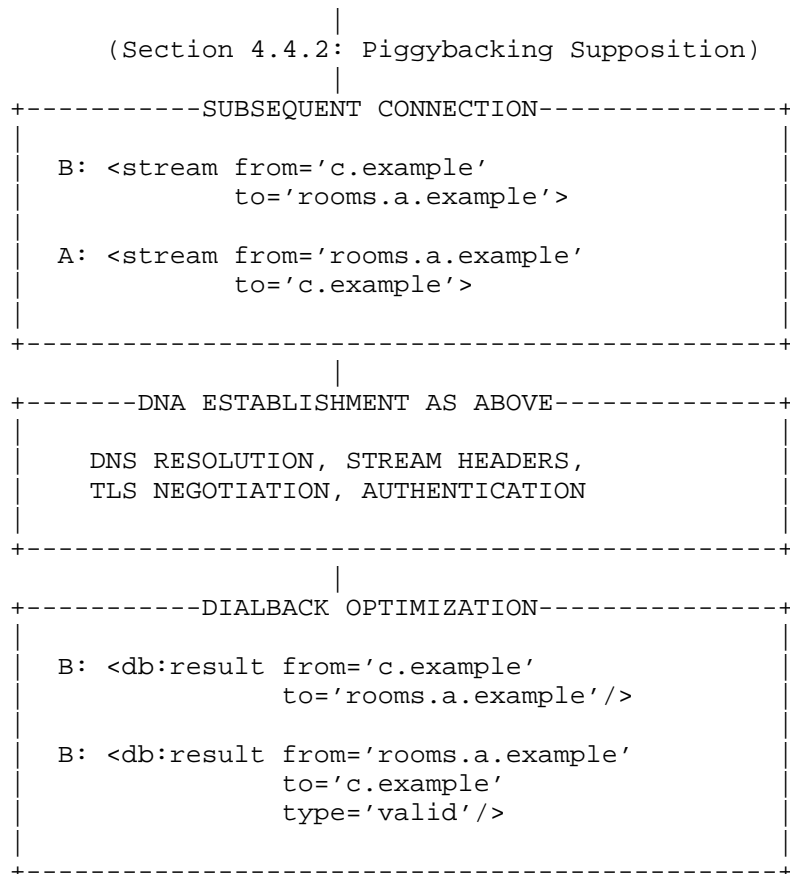 |
(Section 4.4.2: Piggybacking Supposition)
|
+-----------SUBSEQUENT CONNECTION---------------+
|                                               |
|  B: <stream from='c.example'                  |
|             to='rooms.a.example'>             |
|                                               |
|  A: <stream from='rooms.a.example'            |
|             to='c.example'>                   |
|                                               |
+-----------------------------------------------+
|
+-------DNA ESTABLISHMENT AS ABOVE--------------+
|                                               |
|    DNS RESOLUTION, STREAM HEADERS,            |
|    TLS NEGOTIATION, AUTHENTICATION            |
|                                               |
+-----------------------------------------------+
|
+-----------DIALBACK OPTIMIZATION---------------+
|                                               |
|  B: <db:result from='c.example'               |
|                to='rooms.a.example'/>         |
|                                               |
|  B: <db:result from='rooms.a.example'         |
|                to='c.example'                 |
|                type='valid'/>                 |
|                                               |
+-----------------------------------------------+